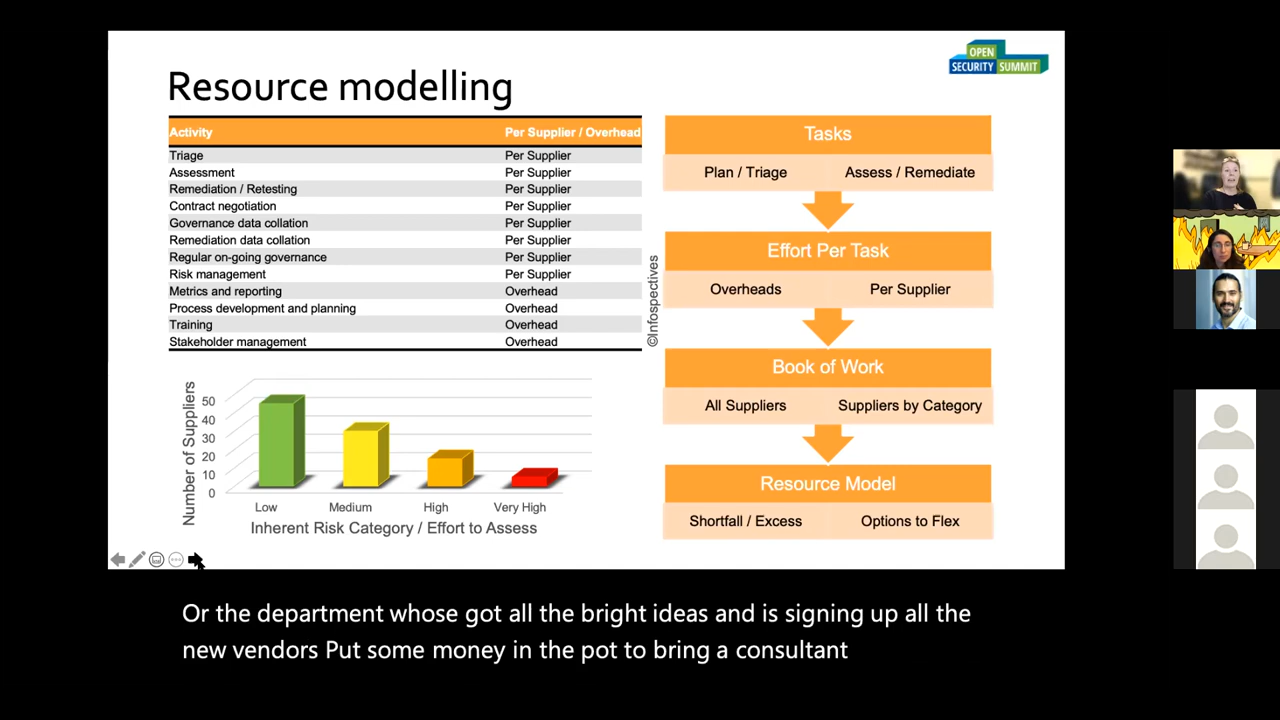 OPEN
SECURITY SUMMIT
Resource modelling
Activity Per Supplier / Overhead
Triage Per Supplier
Assessment Per Supplier
Remediation / Retesting Per Supplier
Contract negotiation Per Supplier
Governance data collation Per Supplier
Remediation data collation Per Supplier
Regular on-going governance Per Supplier
Risk management Per Supplier
Metrics and reporting Overhead
Process development and planning Overhead
Training Overhead
Stakeholder management Overhead
©Infospectives
Number of Suppliers
50
40
30
20
10
0
Low Medium High Very High
Inherent Risk Category / Effort to Assess
Tasks
Plan / Triage Assess / Remediate
Effort Per Task
Overheads Per Supplier
Book of Work
All Suppliers Suppliers by Category
Resource Model
Shortfall / Excess Options to Flex
Or the department whose got all the bright ideas and is signing up all the
new vendors Put some money in the pot to bring a consultant